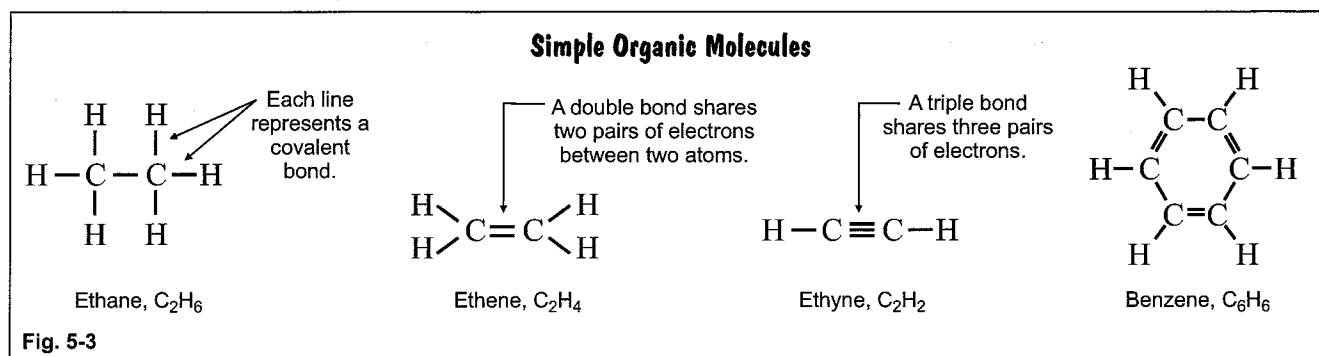 Simple Organic Molecules
Each line
represents a
covalent
bond.
H H
H — C — C — H
H H
Ethane, C₂H₆
A double bond shares
two pairs of electrons
between two atoms.
H H
C = C
H H
Ethene, C₂H₄
A triple bond
shares three pairs
of electrons.
H — C ≡ C — H
Ethyne, C₂H₂
H H
C — C
H — C C — H
C = C
H H
Benzene, C₆H₆
Fig. 5-3